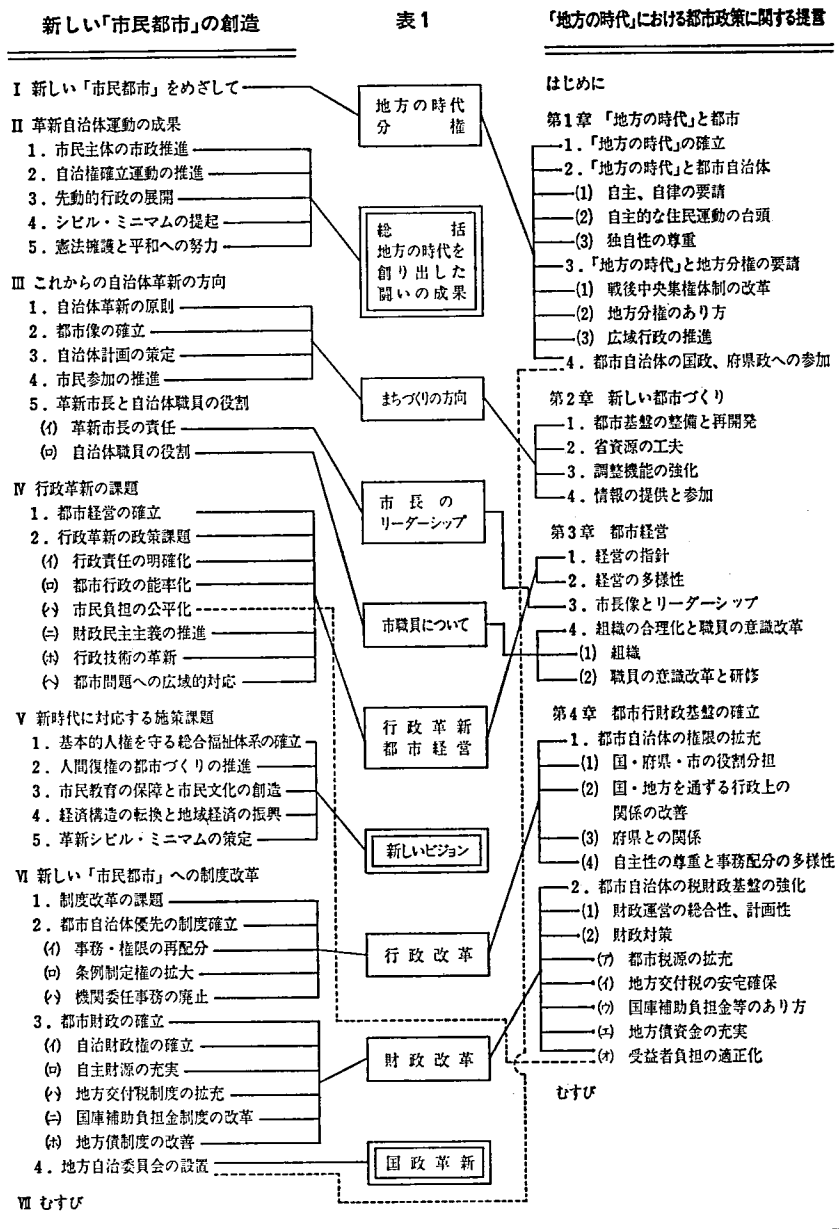 新しい「市民都市」の創造
表1
「地方の時代」における都市政策に関する提言
Ⅰ 新しい「市民都市」をめざして
Ⅱ 革新自治体運動の成果
1. 市民主体の市政推進
2. 自治権確立運動の推進
3. 先動的行政の展開
4. シビル・ミニマムの提起
5. 憲法擁護と平和への努力
Ⅲ これからの自治体革新の方向
1. 自治体革新の原則
2. 都市像の確立
3. 自治体計画の策定
4. 市民参加の推進
5. 革新市長と自治体職員の役割
(イ) 革新市長の責任
(ロ) 自治体職員の役割
Ⅳ 行政革新の課題
1. 都市経営の確立
2. 行政革新の政策課題
(イ) 行政責任の明確化
(ロ) 都市行政の能率化
(ハ) 市民負担の公平化
(ニ) 財政民主主義の推進
(ホ) 行政技術の革新
(ヘ) 都市問題への広域的対応
Ⅴ 新時代に対応する施策課題
1. 基本的人権を守る総合福祉体系の確立
2. 人間復権の都市づくりの推進
3. 市民教育の保障と市民文化の創造
4. 経済構造の転換と地域経済の振興
5. 革新シビル・ミニマムの策定
Ⅵ 新しい「市民都市」への制度改革
1. 制度改革の課題
2. 都市自治体優先の制度確立
(イ) 事務・権限の再配分
(ロ) 条例制定権の拡大
(ハ) 機関委任事務の廃止
3. 都市財政の確立
(イ) 自治財政権の確立
(ロ) 自主財源の充実
(ハ) 地方交付税制度の拡充
(ニ) 国庫補助負担金制度の改革
(ホ) 地方債制度の改善
4. 地方自治委員会の設置
Ⅶ むすび
地方の時代
分権
総括
地方の時代を
創り出した
闘いの成果
まちづくりの方向
市長の
リーダーシップ
市職員について
行政革新
都市経営
新しいビジョン
行政改革
財政改革
国政革新
はじめに
第1章 「地方の時代」と都市
1.「地方の時代」の確立
2.「地方の時代」と都市自治体
(1) 自主、自律の要請
(2) 自主的な住民運動の台頭
(3) 独自性の尊重
3.「地方の時代」と地方分権の要請
(1) 戦後中央集権体制の改革
(2) 地方分権のあり方
(3) 広域行政の推進
4. 都市自治体の国政、府県政への参加
第2章 新しい都市づくり
1. 都市基盤の整備と再開発
2. 省資源の工夫
3. 調整機能の強化
4. 情報の提供と参加
第3章 都市経営
1. 経営の指針
2. 経営の多様性
3. 市長像とリーダーシップ
4. 組織の合理化と職員の意識改革
(1) 組織
(2) 職員の意識改革と研修
第4章 都市行財政基盤の確立
1. 都市自治体の権限の拡充
(1) 国・府県・市の役割分担
(2) 国・地方を通ずる行政上の
関係の改善
(3) 府県との関係
(4) 自主性の尊重と事務配分の多様性
2. 都市自治体の税財政基盤の強化
(1) 財政運営の総合性、計画性
(2) 財政対策
(ア) 都市税源の拡充
(イ) 地方交付税の安定確保
(ウ) 国庫補助負担金等のあり方
(エ) 地方債資金の充実
(オ) 受益者負担の適正化
むすび